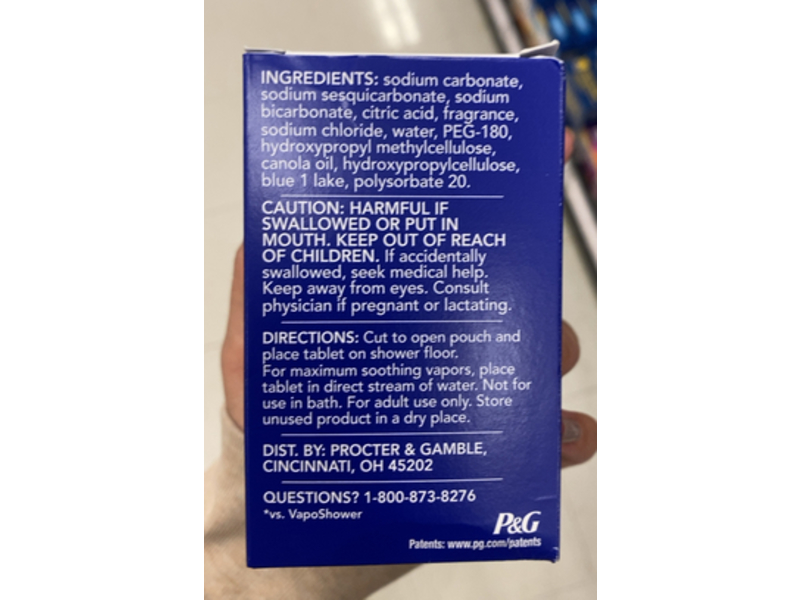 INGREDIENTS: sodium carbonate,
sodium sesquicarbonate, sodium
bicarbonate, citric acid, fragrance,
sodium chloride, water, PEG-180,
hydroxypropyl methylcellulose,
canola oil, hydroxypropylcellulose,
blue 1 lake, polysorbate 20.
CAUTION: HARMFUL IF
SWALLOWED OR PUT IN
MOUTH. KEEP OUT OF REACH
OF CHILDREN. If accidentally
swallowed, seek medical help.
Keep away from eyes. Consult
physician if pregnant or lactating.
DIRECTIONS: Cut to open pouch and
place tablet on shower floor.
For maximum soothing vapors, place
tablet in direct stream of water. Not for
use in bath. For adult use only. Store
unused product in a dry place.
DIST. BY: PROCTER & GAMBLE,
CINCINNATI, OH 45202
QUESTIONS? 1-800-873-8276
*vs. VapoShower
P&G
Patents: www.pg.com/patents